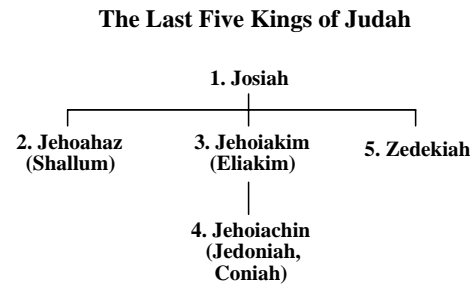 The Last Five Kings of Judah
1. Josiah
2. Jehoahaz
(Shallum)
3. Jehoiakim
(Eliakim)
5. Zedekiah
4. Jehoiachin
(Jedoniah,
Coniah)